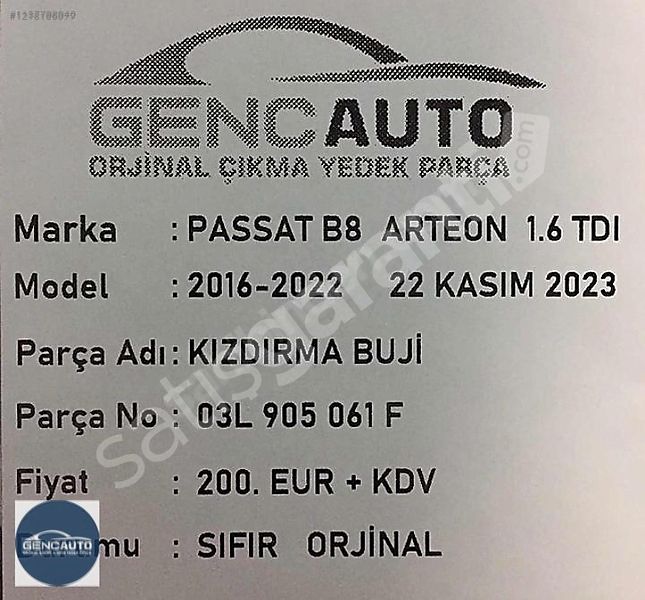 #1238708099
GENCAUTO
ORJİNAL ÇIKMA YEDEK PARÇA
Marka : PASSAT B8 ARTEON 1.6 TDI
Model : 2016-2022 22 KASIM 2023
Parça Adı : KIZDIRMA BUJİ
Parça No : 03L 905 061 F
Fiyat : 200. EUR + KDV
mu : SIFIR ORJİNAL
GENCAUTO
satışgaranti.com